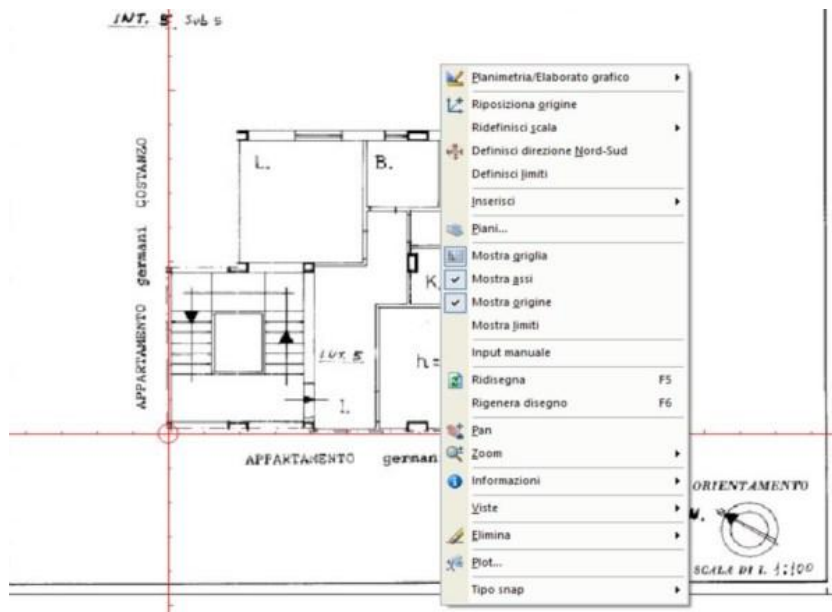 INT. 5 Sub 5
APPARTAMENTO germani COSTANZO
L.
B.
K.
h=
INT. 5
I.
APPARTAMENTO german
Planimetria/Elaborato grafico
Riposiziona origine
Ridefinisci scala
Definisci direzione Nord-Sud
Definisci limiti
Inserisci
Piani...
Mostra griglia
Mostra assi
Mostra origine
Mostra limiti
Input manuale
Ridisegna F5
Rigenera disegno F6
Pan
Zoom
Informazioni
Viste
Elimina
Plot...
Tipo snap
ORIENTAMENTO
N.
SCALA DI 1:100